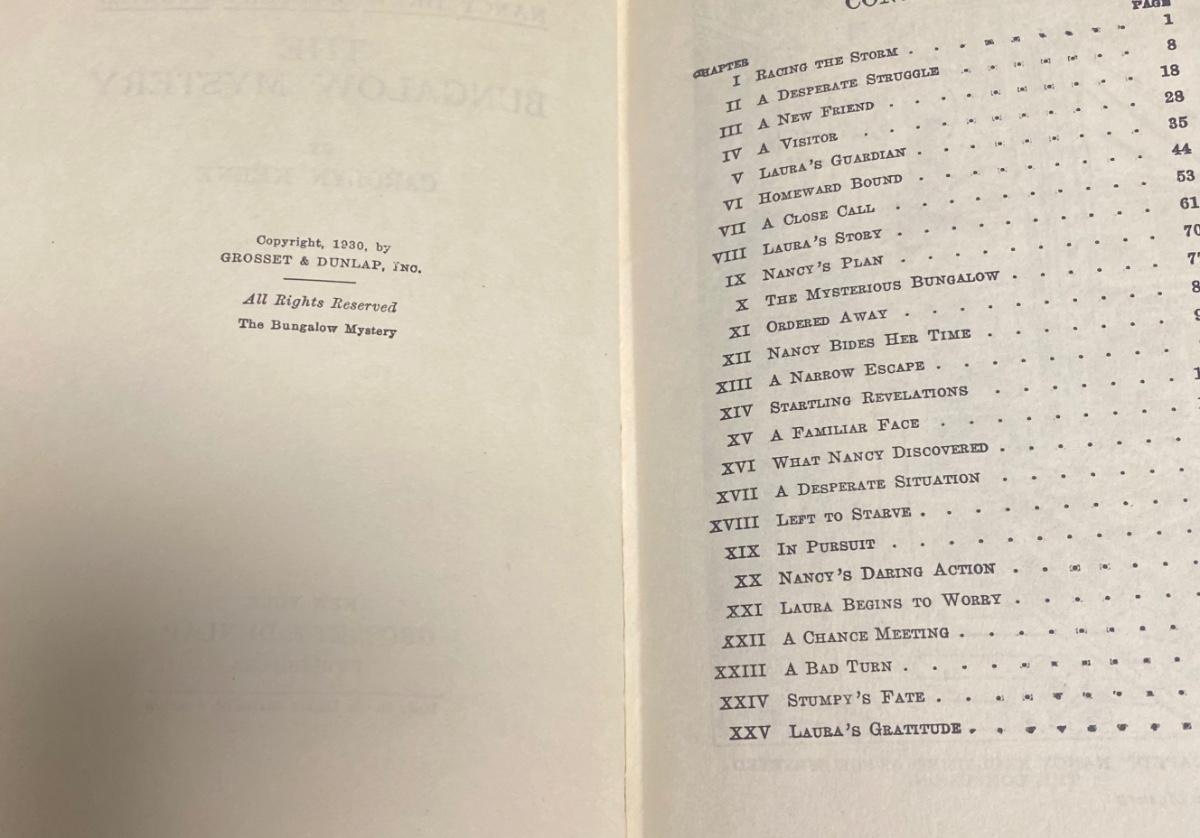 Copyright, 1930, by
GROSSET & DUNLAP, INC.
All Rights Reserved
The Bungalow Mystery
CHAPTER PAGE
I RACING THE STORM . . . . . . . . 1
II A DESPERATE STRUGGLE . . . . . . . 8
III A NEW FRIEND . . . . . . . . . 18
IV A VISITOR . . . . . . . . . . 28
V LAURA'S GUARDIAN . . . . . . . . 35
VI HOMEWARD BOUND . . . . . . . . 44
VII A CLOSE CALL . . . . . . . . . 53
VIII LAURA'S STORY . . . . . . . . . 61
IX NANCY'S PLAN . . . . . . . . . 70
X THE MYSTERIOUS BUNGALOW . . . . . .
XI ORDERED AWAY . . . . . . . . .
XII NANCY BIDES HER TIME . . . . . . .
XIII A NARROW ESCAPE . . . . . . . .
XIV STARTLING REVELATIONS . . . . . . .
XV A FAMILIAR FACE . . . . . . . .
XVI WHAT NANCY DISCOVERED . . . . . . .
XVII A DESPERATE SITUATION . . . . . . .
XVIII LEFT TO STARVE . . . . . . . . .
XIX IN PURSUIT . . . . . . . . . .
XX NANCY'S DARING ACTION . . . . . . .
XXI LAURA BEGINS TO WORRY . . . . . . .
XXII A CHANCE MEETING . . . . . . . .
XXIII A BAD TURN . . . . . . . . . .
XXIV STUMPY'S FATE . . . . . . . . .
XXV LAURA'S GRATITUDE . . . . . . . .